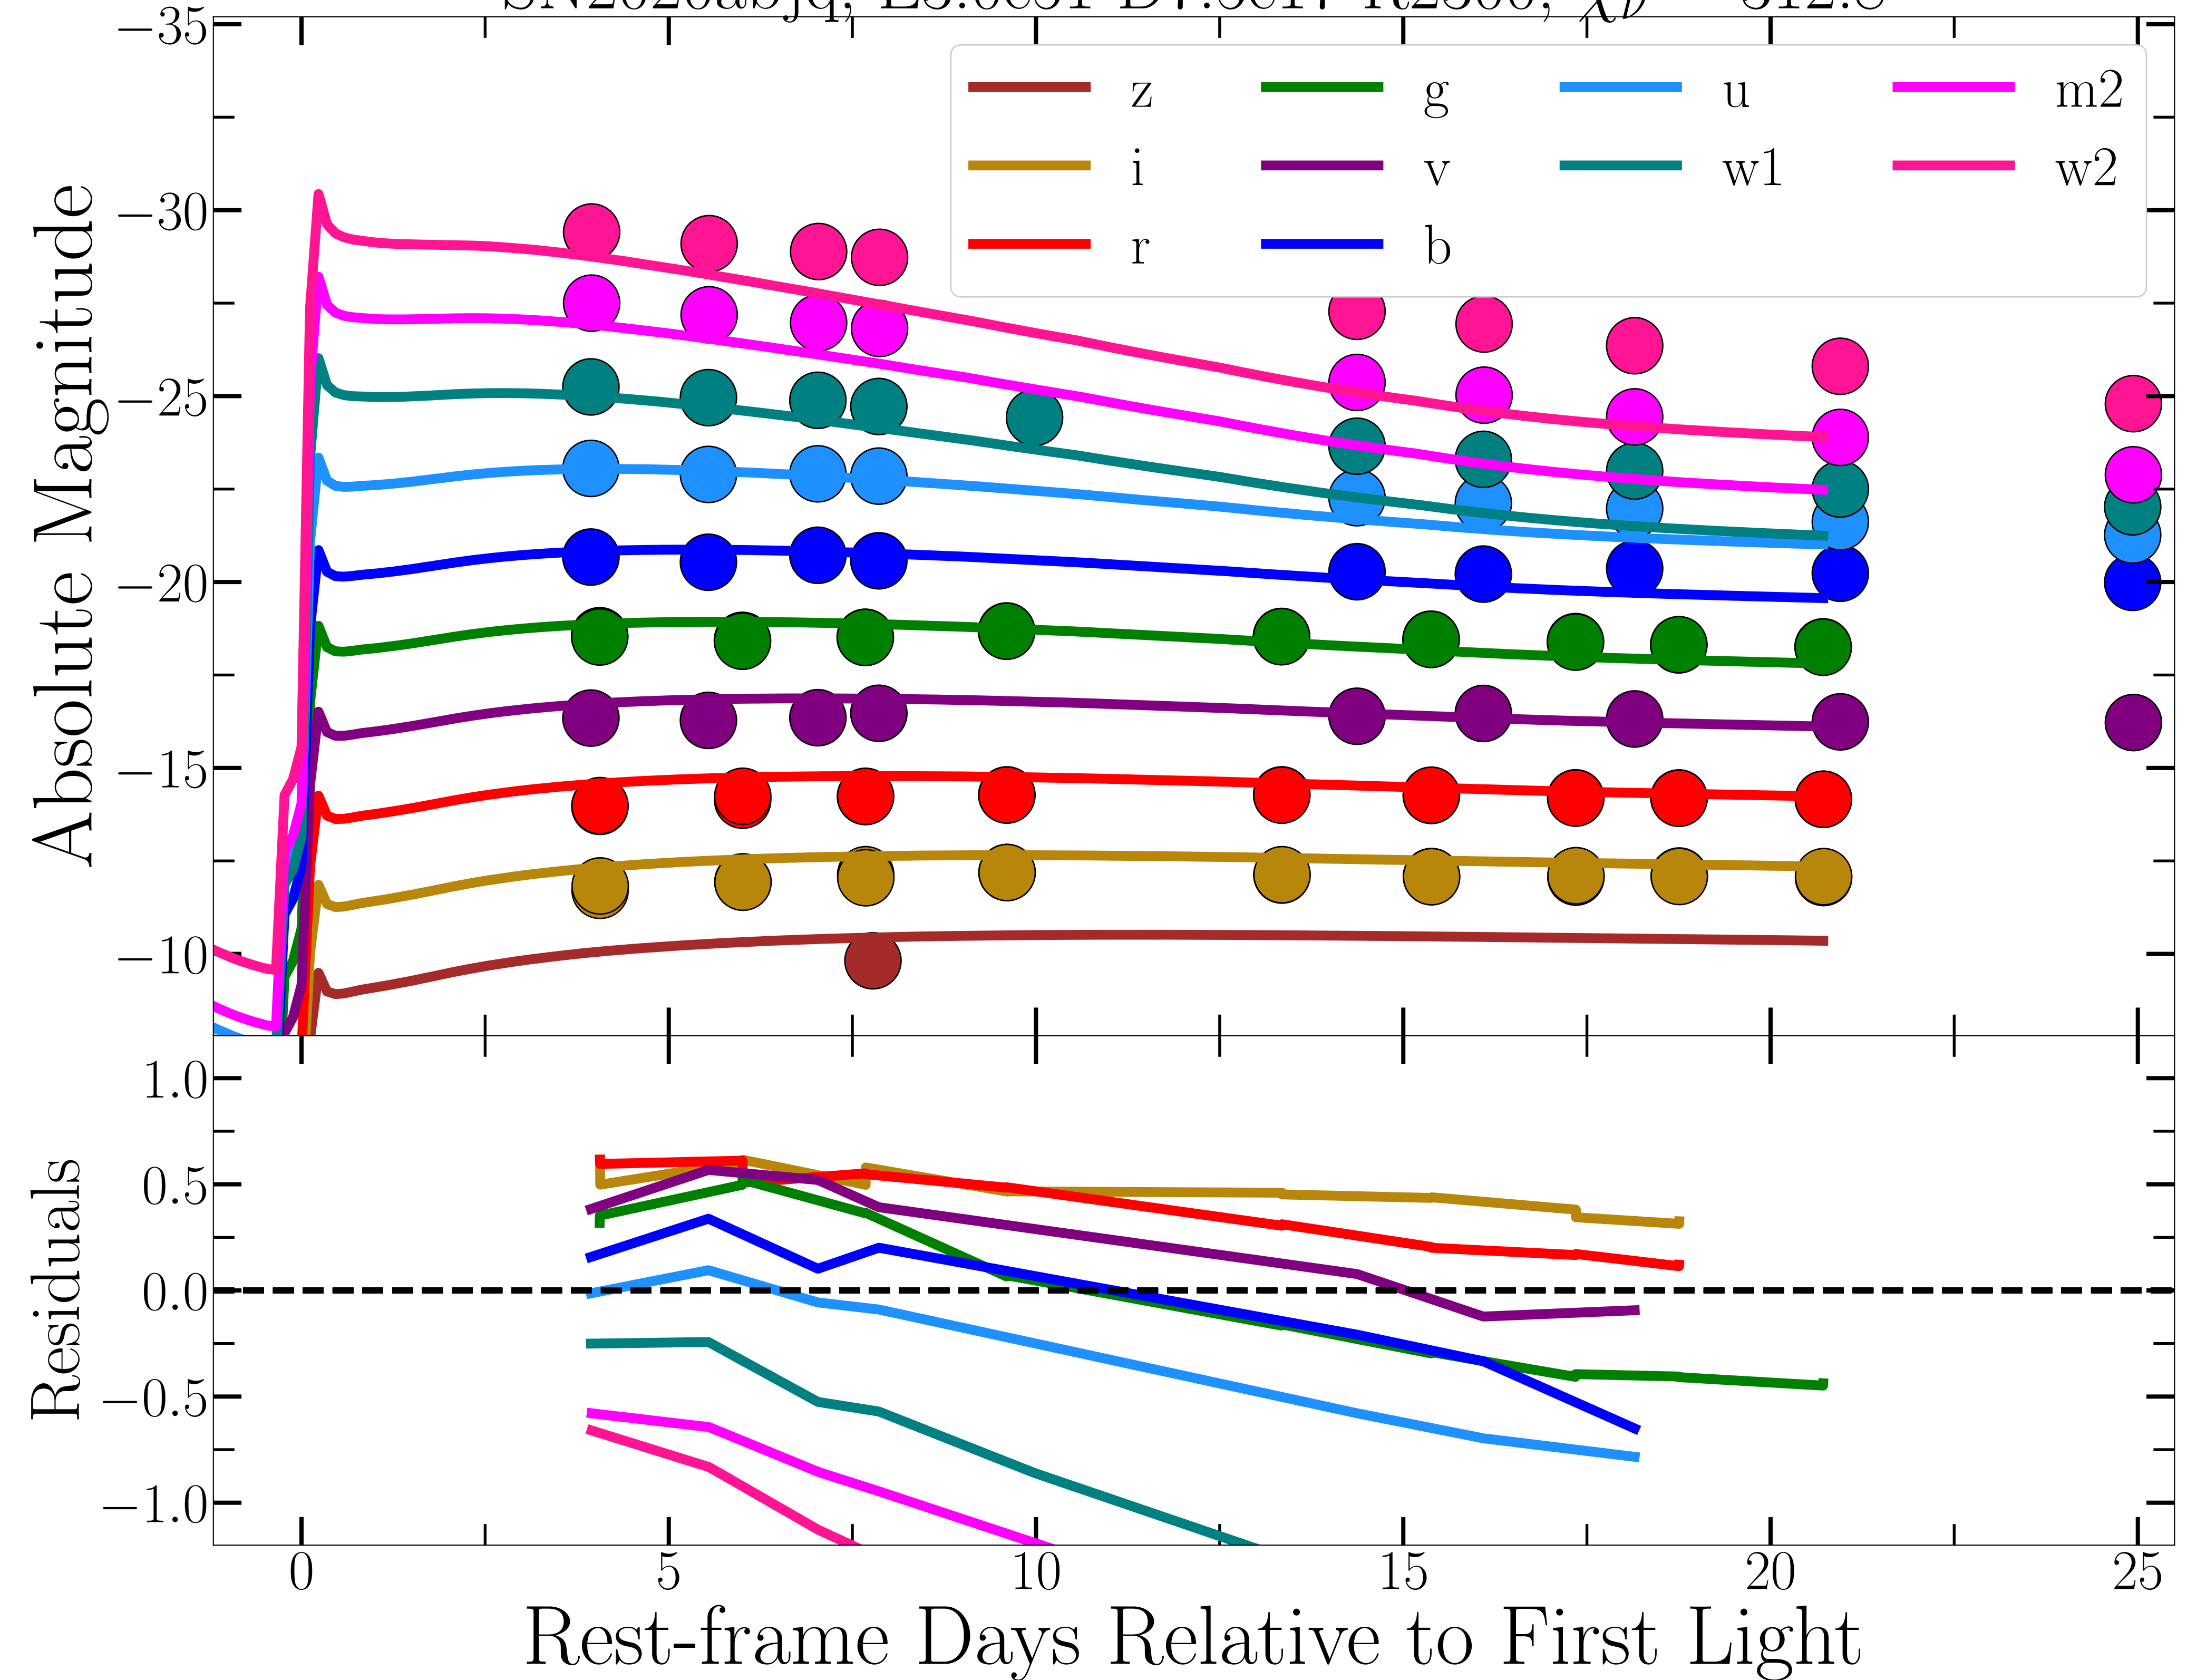 −35
−30
−25
−20
−15
−10
Absolute Magnitude
z g u m2
i v w1 w2
r b
1.0
0.5
0.0
−0.5
−1.0
Residuals
0 5 10 15 20 25
Rest-frame Days Relative to First Light